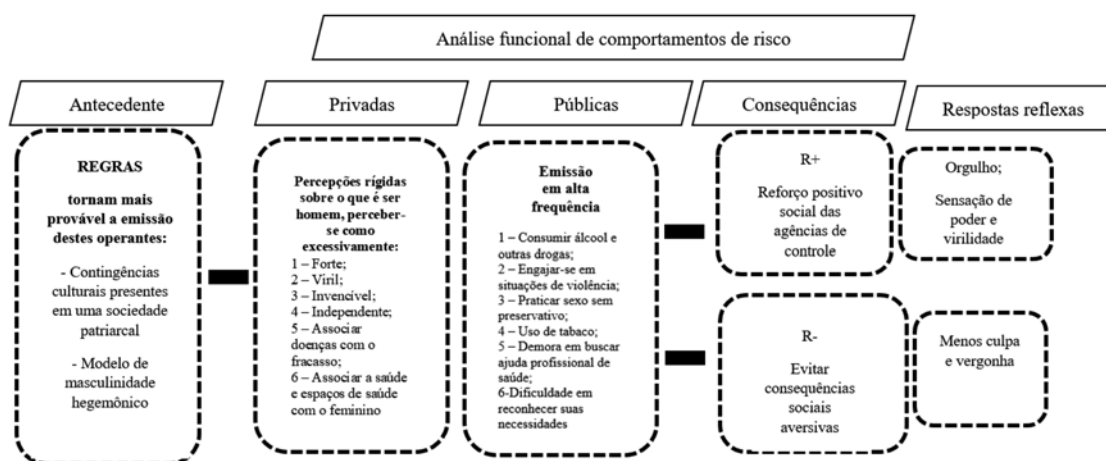 Análise funcional de comportamentos de risco
Antecedente
Privadas
Públicas
Consequências
Respostas reflexas
REGRAS
tornam mais
provável a emissão
destes operantes:
- Contingências
culturais presentes
em uma sociedade
patriarcal
- Modelo de
masculinidade
hegemônico
Percepções rígidas
sobre o que é ser
homem, perceber-
se como
excessivamente:
1 – Forte;
2 – Viril;
3 – Invencível;
4 – Independente;
5 – Associar
doenças com o
fracasso;
6 – Associar a saúde
e espaços de saúde
com o feminino
Emissão
em alta
frequência
1 – Consumir álcool e
outras drogas;
2 – Engajar-se em
situações de violência;
3 – Praticar sexo sem
preservativo;
4 – Uso de tabaco;
5 – Demora em buscar
ajuda profissional de
saúde;
6-Dificuldade em
reconhecer suas
necessidades
R+
Reforço positivo
social das
agências de
controle
R-
Evitar
consequências
sociais
aversivas
Orgulho;
Sensação de
poder e
virilidade
Menos culpa
e vergonha